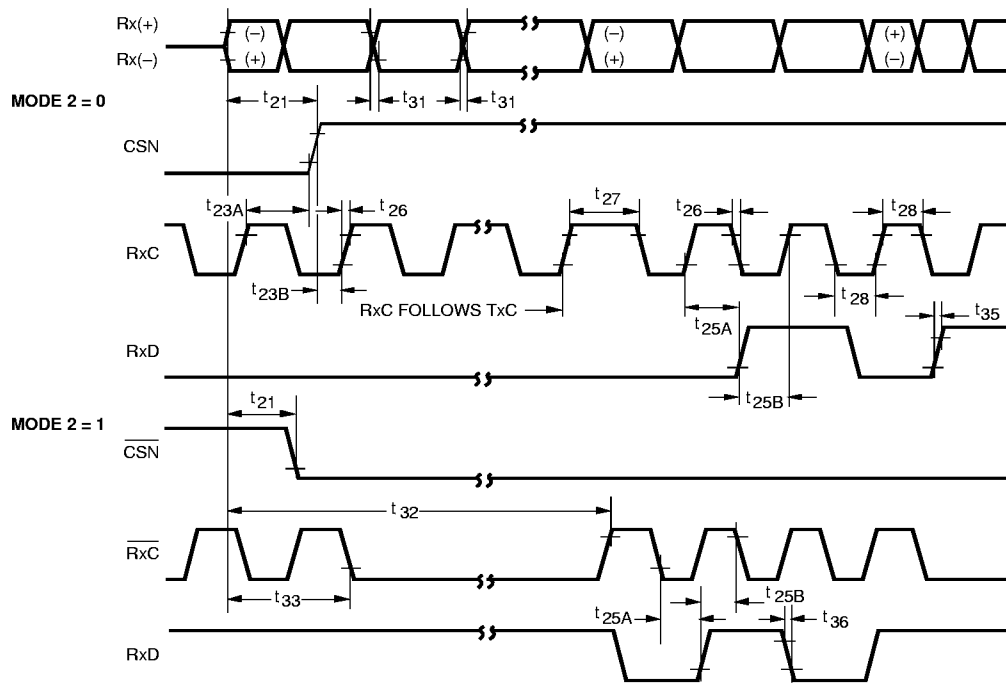 Rx(+)
(–) (–) (+)
Rx(–)
(+) (+) (–)
MODE 2 = 0
t21 t31 t31
CSN
t23A t26 t27 t26 t28
RxC
t23B t28
RxC FOLLOWS TxC
t25A t35
RxD
t21 t25B
MODE 2 = 1
CSN
t32
RxC
t33 t25B
t25A t36
RxD